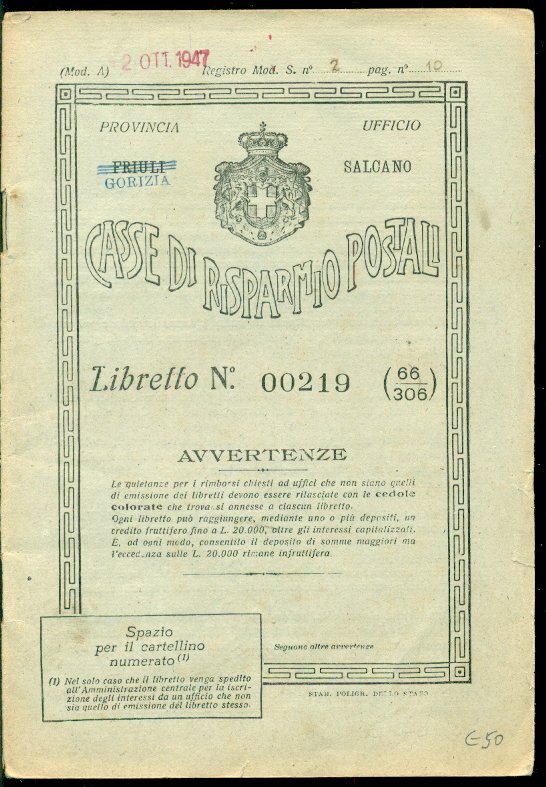 2 OTT. 1947
(Mod. A) Registro Mod. S. n° 2 pag. n° 10
PROVINCIA UFFICIO
FRIULI SALCANO
GORIZIA
CASSE DI RISPARMIO POSTALI
Libretto N.° 00219 (66/306)
AVVERTENZE
Le quietanze per i rimborsi chiesti ad uffici che non siano quelli
di emissione dei libretti devono essere rilasciate con le cedole
colorate che trovansi annesse a ciascun libretto.
Ogni libretto può raggiungere, mediante uno o più depositi, un
credito fruttifero fino a L. 20.000, oltre gli interessi capitalizzati.
È, ad ogni modo, consentito il deposito di somme maggiori ma
l'eccedenza sulle L. 20.000 rimane infruttifera.
Seguono altre avvertenze
Spazio
per il cartellino
numerato (1)
(1) Nel solo caso che il libretto venga spedito
all'Amministrazione centrale per la iscri-
zione degli interessi da un ufficio che non
sia quello di emissione del libretto stesso.
STAB. POLIGR. DELLO STATO
€50